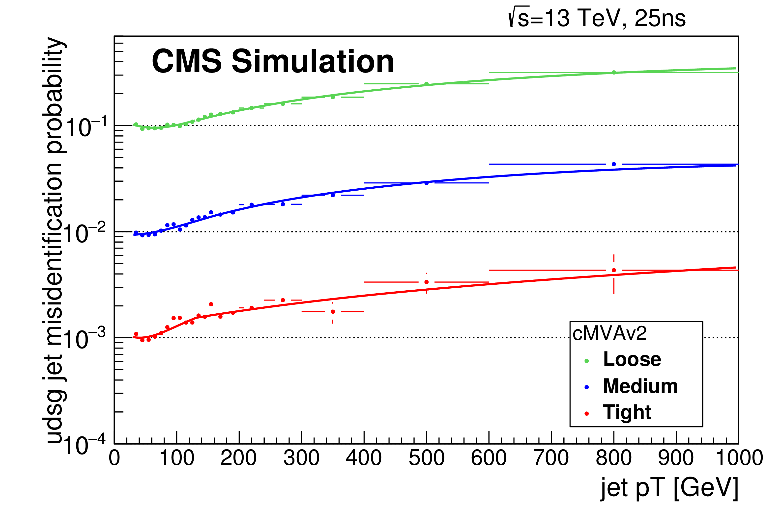 √s=13 TeV, 25ns
CMS Simulation
udsg jet misidentification probability
10⁻¹
10⁻²
10⁻³
10⁻⁴
cMVAv2
Loose
Medium
Tight
0 100 200 300 400 500 600 700 800 900 1000
jet pT [GeV]